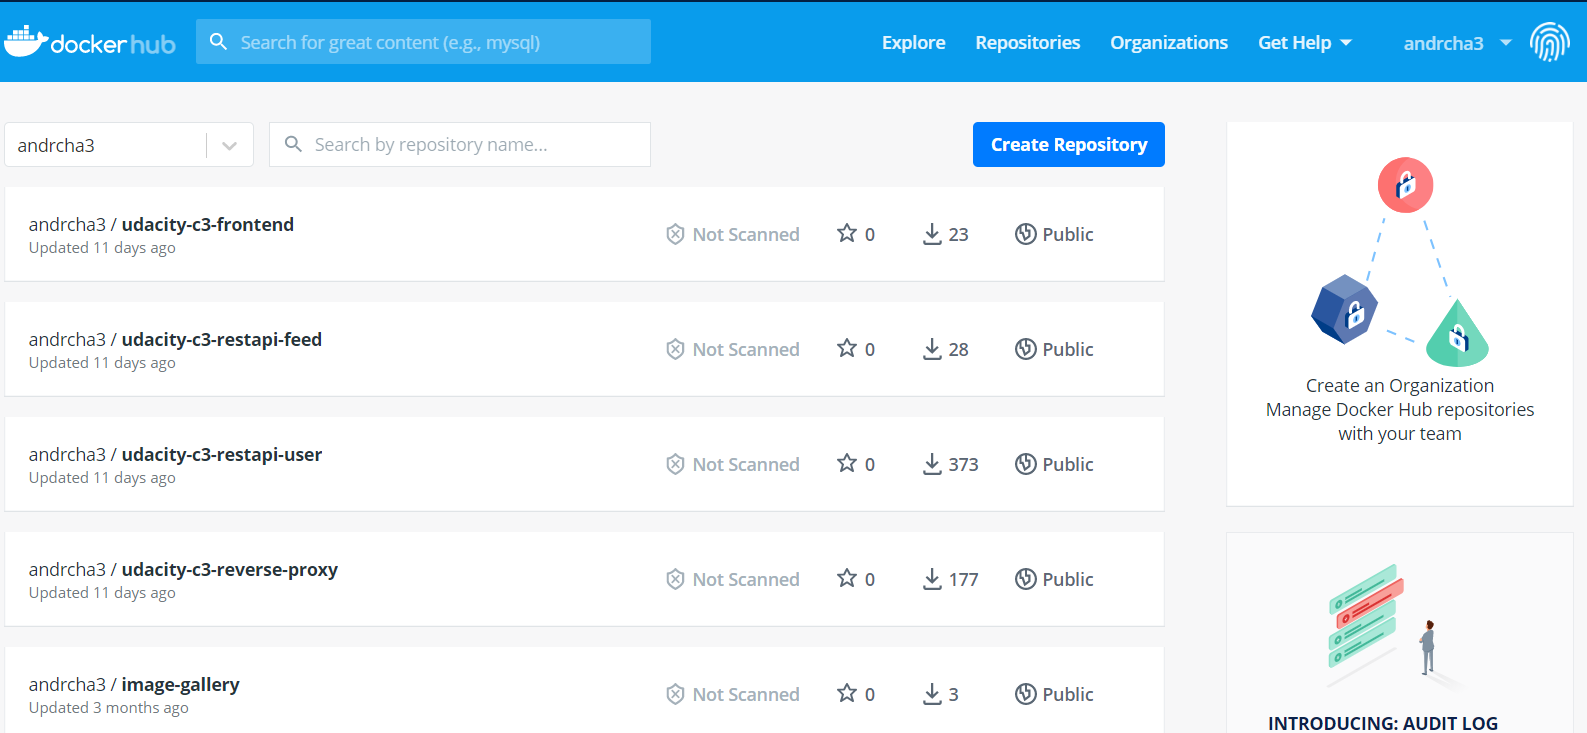 docker hub
Search for great content (e.g., mysql)
Explore
Repositories
Organizations
Get Help
andrcha3
andrcha3
Search by repository name...
Create Repository
andrcha3 / udacity-c3-frontend
Updated 11 days ago
Not Scanned
0
23
Public
andrcha3 / udacity-c3-restapi-feed
Updated 11 days ago
Not Scanned
0
28
Public
andrcha3 / udacity-c3-restapi-user
Updated 11 days ago
Not Scanned
0
373
Public
andrcha3 / udacity-c3-reverse-proxy
Updated 11 days ago
Not Scanned
0
177
Public
andrcha3 / image-gallery
Updated 3 months ago
Not Scanned
0
3
Public
Create an Organization
Manage Docker Hub repositories
with your team
INTRODUCING: AUDIT LOG